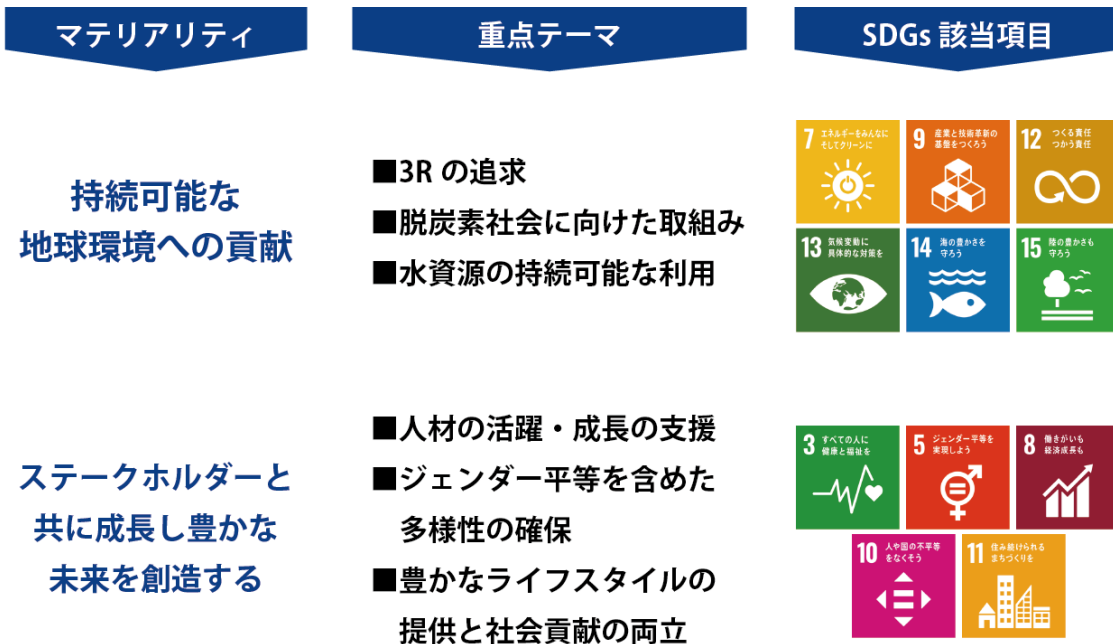 マテリアリティ
重点テーマ
SDGs 該当項目
持続可能な
地球環境への貢献
■3R の追求
■脱炭素社会に向けた取組み
■水資源の持続可能な利用
7 エネルギーをみんなに
そしてクリーンに
9 産業と技術革新の
基盤をつくろう
12 つくる責任
つかう責任
13 気候変動に
具体的な対策を
14 海の豊かさを
守ろう
15 陸の豊かさも
守ろう
ステークホルダーと
共に成長し豊かな
未来を創造する
■人材の活躍・成長の支援
■ジェンダー平等を含めた
多様性の確保
■豊かなライフスタイルの
提供と社会貢献の両立
3 すべての人に
健康と福祉を
5 ジェンダー平等を
実現しよう
8 働きがいも
経済成長も
10 人や国の不平等
をなくそう
11 住み続けられる
まちづくりを